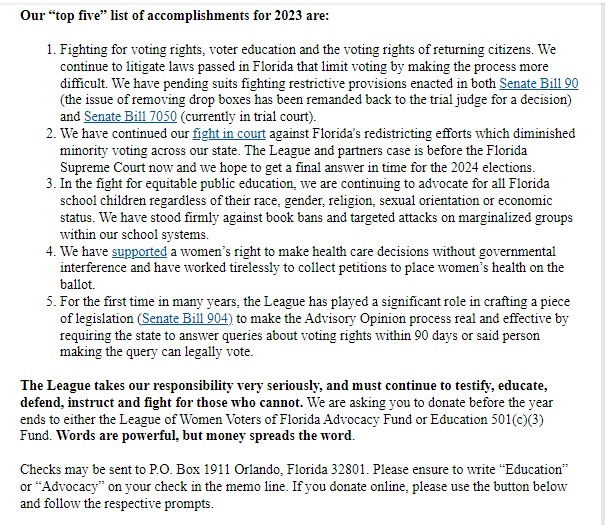 Our “top five” list of accomplishments for 2023 are:
1. Fighting for voting rights, voter education and the voting rights of returning citizens. We
continue to litigate laws passed in Florida that limit voting by making the process more
difficult. We have pending suits fighting restrictive provisions enacted in both Senate Bill 90
(the issue of removing drop boxes has been remanded back to the trial judge for a decision)
and Senate Bill 7050 (currently in trial court).
2. We have continued our fight in court against Florida's redistricting efforts which diminished
minority voting across our state. The League and partners case is before the Florida
Supreme Court now and we hope to get a final answer in time for the 2024 elections.
3. In the fight for equitable public education, we are continuing to advocate for all Florida
school children regardless of their race, gender, religion, sexual orientation or economic
status. We have stood firmly against book bans and targeted attacks on marginalized groups
within our school systems.
4. We have supported a women’s right to make health care decisions without governmental
interference and have worked tirelessly to collect petitions to place women’s health on the
ballot.
5. For the first time in many years, the League has played a significant role in crafting a piece
of legislation (Senate Bill 904) to make the Advisory Opinion process real and effective by
requiring the state to answer queries about voting rights within 90 days or said person
making the query can legally vote.
The League takes our responsibility very seriously, and must continue to testify, educate,
defend, instruct and fight for those who cannot. We are asking you to donate before the year
ends to either the League of Women Voters of Florida Advocacy Fund or Education 501(c)(3)
Fund. Words are powerful, but money spreads the word.
Checks may be sent to P.O. Box 1911 Orlando, Florida 32801. Please ensure to write “Education”
or “Advocacy” on your check in the memo line. If you donate online, please use the button below
and follow the respective prompts.